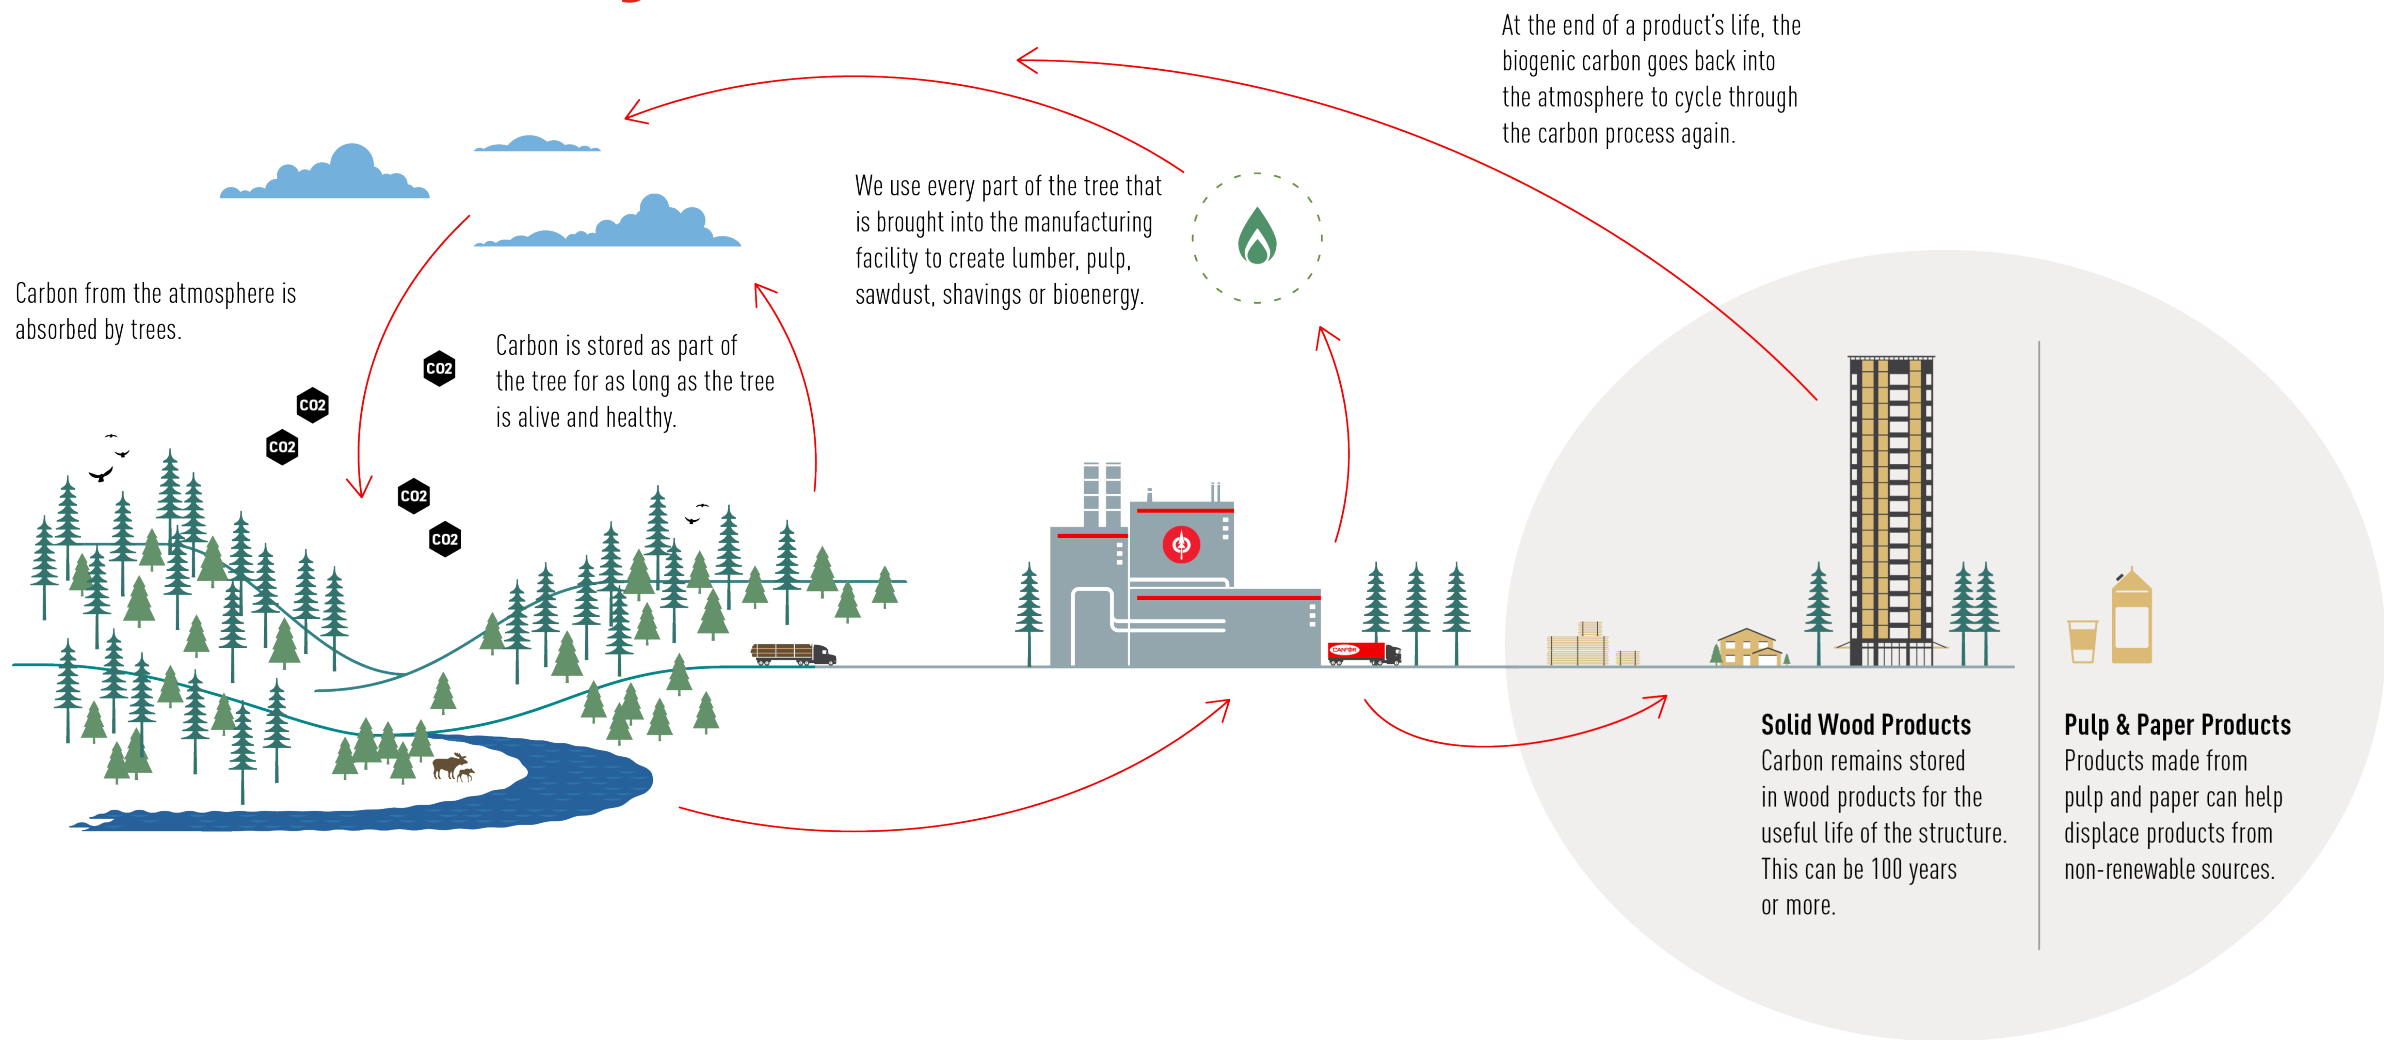 At the end of a product's life, the
biogenic carbon goes back into
the atmosphere to cycle through
the carbon process again.
We use every part of the tree that
is brought into the manufacturing
facility to create lumber, pulp,
sawdust, shavings or bioenergy.
Carbon from the atmosphere is
absorbed by trees.
Carbon is stored as part of
the tree for as long as the tree
is alive and healthy.
CO2
CO2
CO2
CO2
CO2
CANFOR
Solid Wood Products
Carbon remains stored
in wood products for the
useful life of the structure.
This can be 100 years
or more.
Pulp & Paper Products
Products made from
pulp and paper can help
displace products from
non-renewable sources.